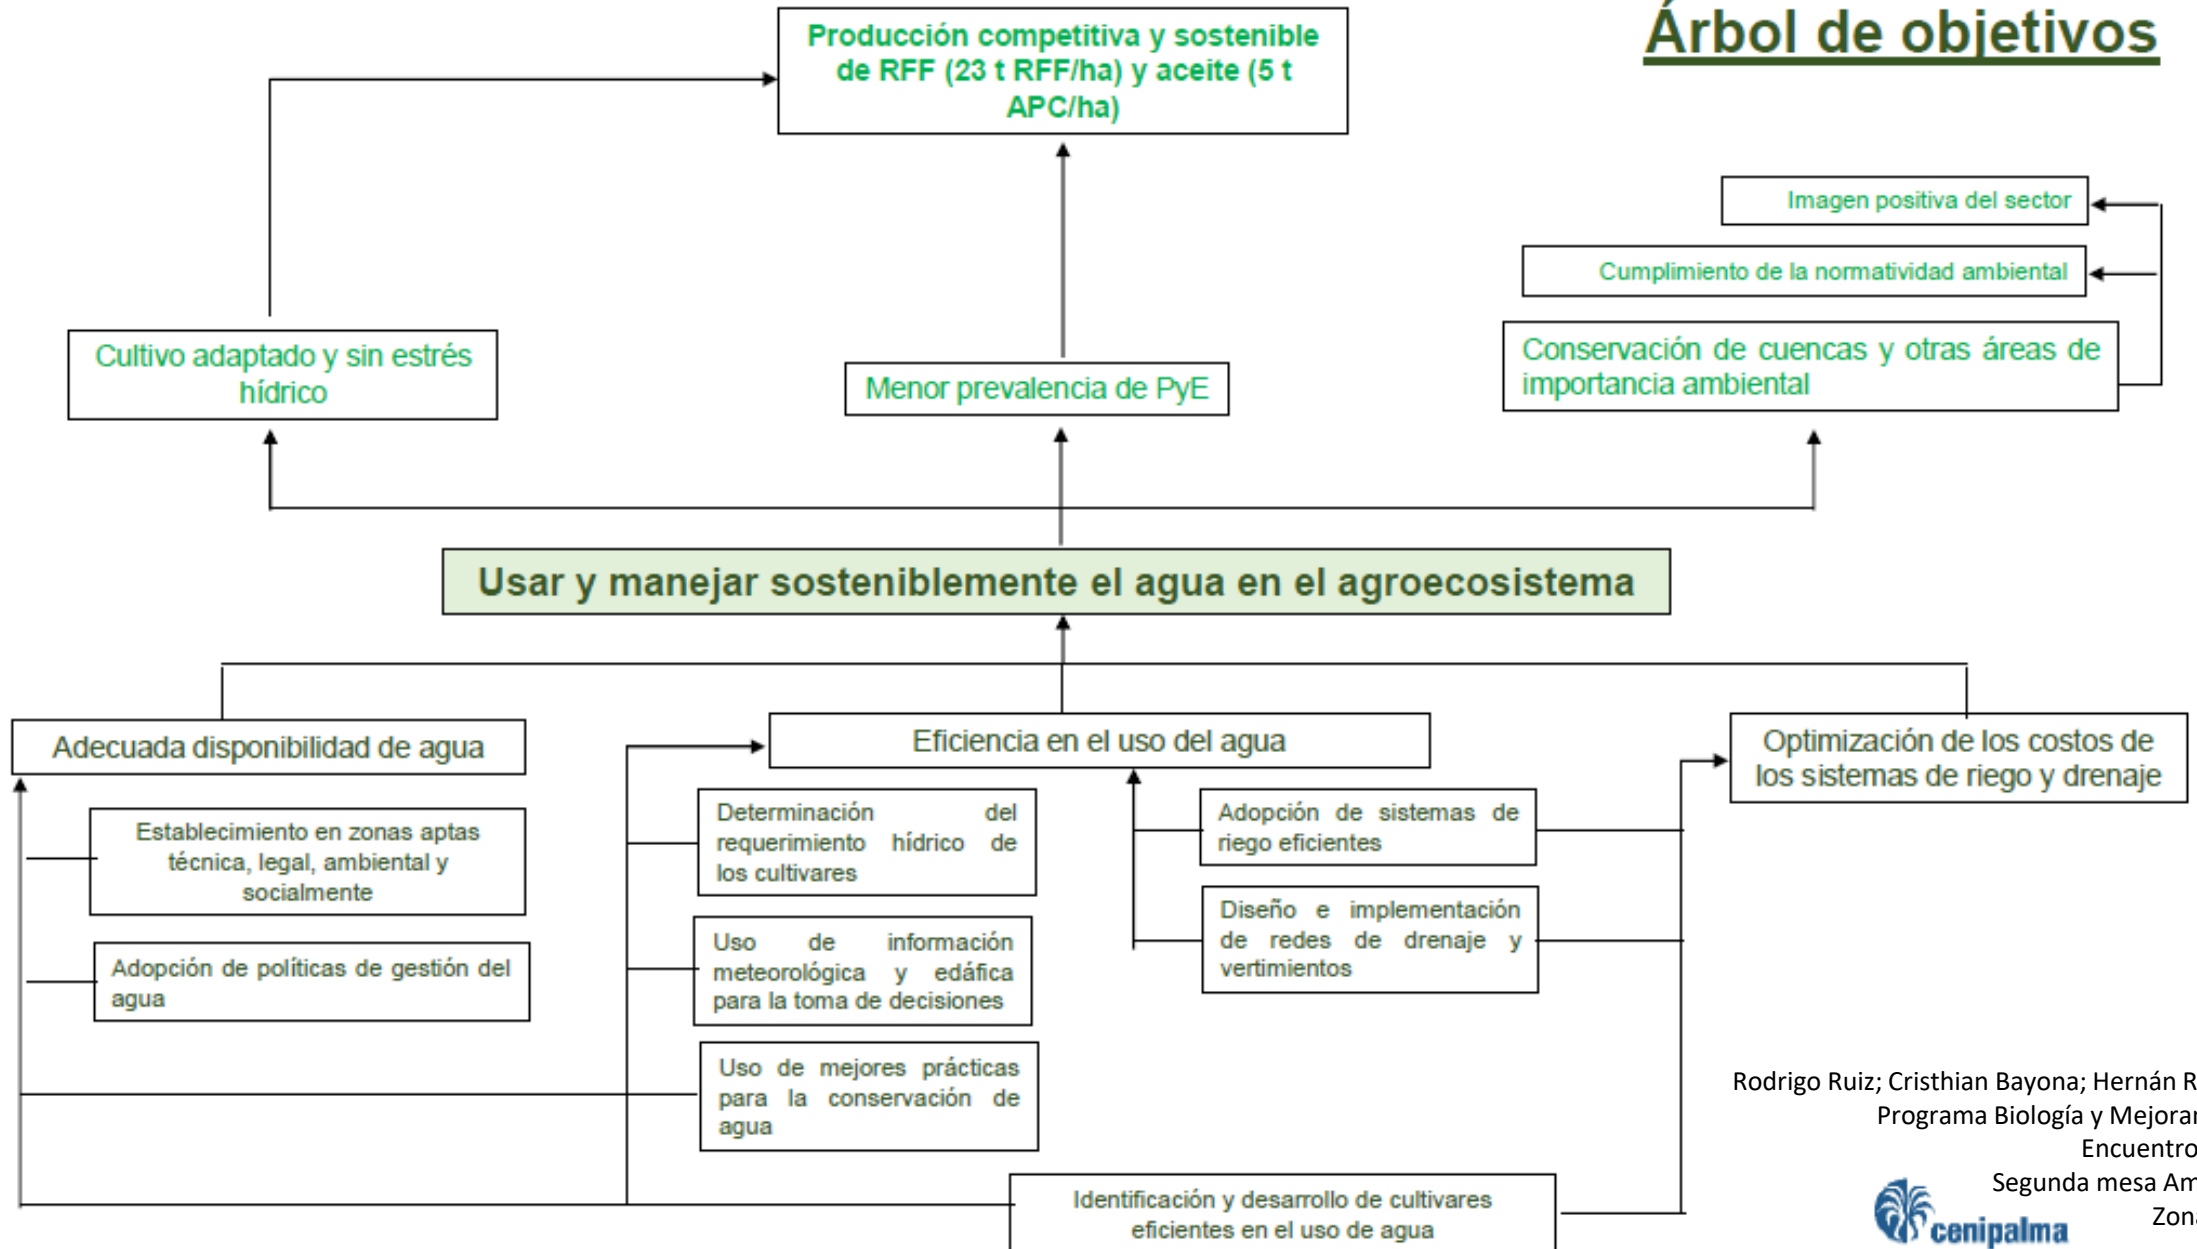 Árbol de objetivos
Producción competitiva y sostenible
de RFF (23 t RFF/ha) y aceite (5 t
APC/ha)
Imagen positiva del sector
Cumplimiento de la normatividad ambiental
Cultivo adaptado y sin estrés
hídrico
Menor prevalencia de PyE
Conservación de cuencas y otras áreas de
importancia ambiental
Usar y manejar sosteniblemente el agua en el agroecosistema
Adecuada disponibilidad de agua
Eficiencia en el uso del agua
Optimización de los costos de
los sistemas de riego y drenaje
Establecimiento en zonas aptas
técnica, legal, ambiental y
socialmente
Adopción de políticas de gestión del
agua
Determinación del
requerimiento hídrico de
los cultivares
Uso de información
meteorológica y edáfica
para la toma de decisiones
Uso de mejores prácticas
para la conservación de
agua
Adopción de sistemas de
riego eficientes
Diseño e implementación
de redes de drenaje y
vertimientos
Identificación y desarrollo de cultivares
eficientes en el uso de agua
Rodrigo Ruiz; Cristhian Bayona; Hernán
Programa Biología y
Encuentro
Segunda mesa
cenipalma